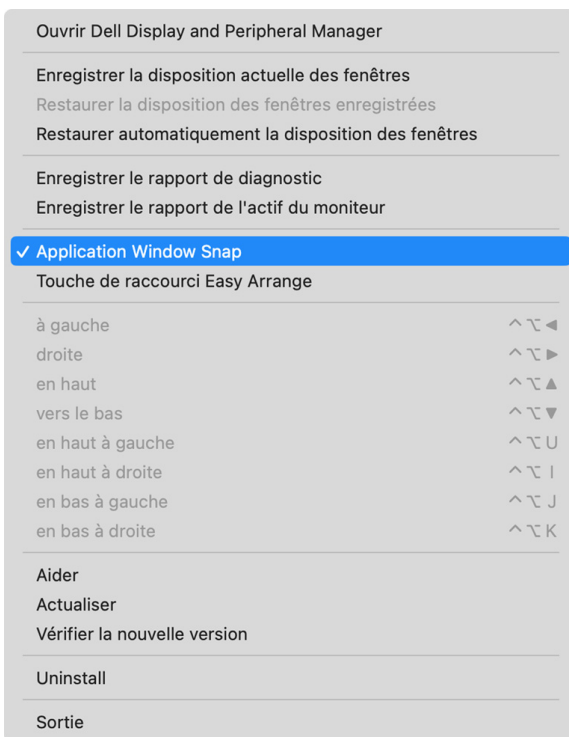 Ouvrir Dell Display and Peripheral Manager
Enregistrer la disposition actuelle des fenêtres
Restaurer la disposition des fenêtres enregistrées
Restaurer automatiquement la disposition des fenêtres
Enregistrer le rapport de diagnostic
Enregistrer le rapport de l'actif du moniteur
✓ Application Window Snap
Touche de raccourci Easy Arrange
à gauche ^⌥◀
droite ^⌥▶
en haut ^⌥▲
vers le bas ^⌥▼
en haut à gauche ^⌥U
en haut à droite ^⌥I
en bas à gauche ^⌥J
en bas à droite ^⌥K
Aider
Actualiser
Vérifier la nouvelle version
Uninstall
Sortie